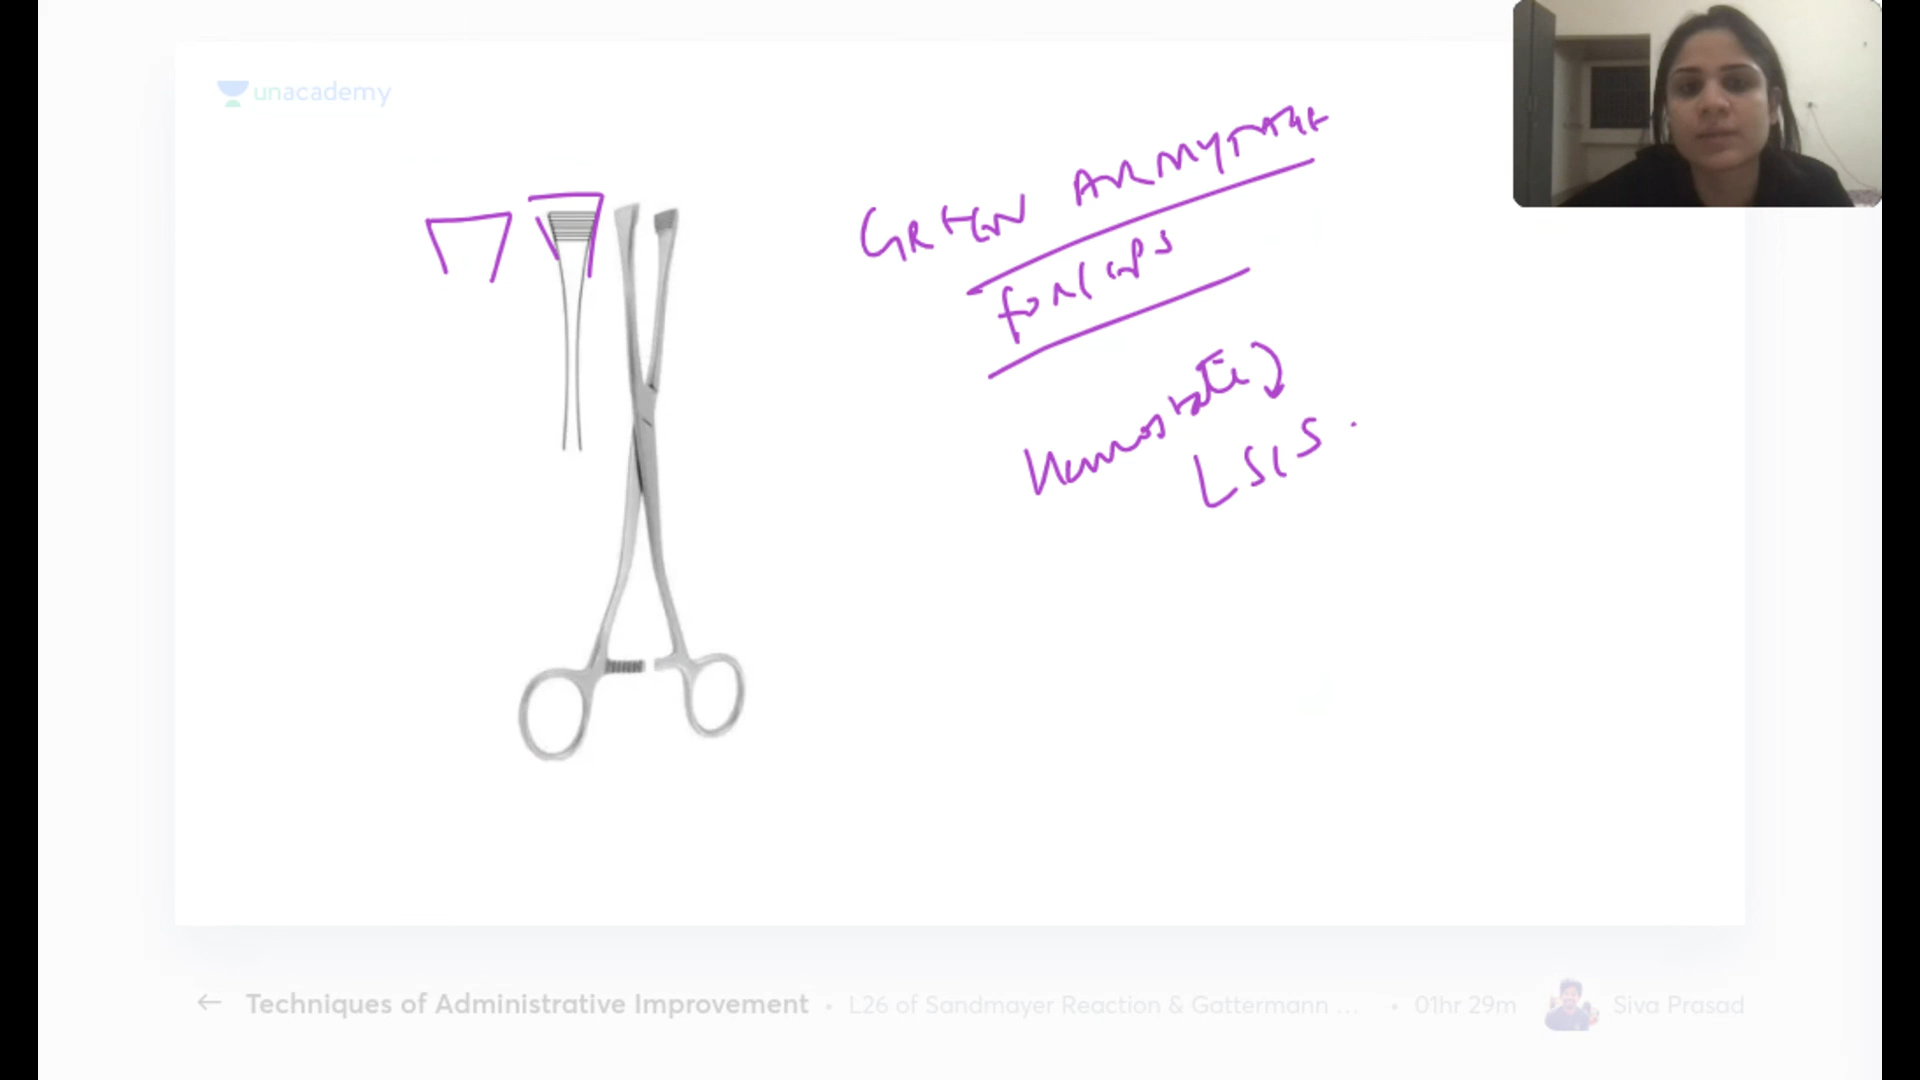 unacademy
GREEN ARMYTAGE
forceps
Hemostatic
LSCS.
Techniques of Administrative Improvement • L26 of Sandmayer Reaction & Gattermann ... • 01hr 29m Siva Prasad